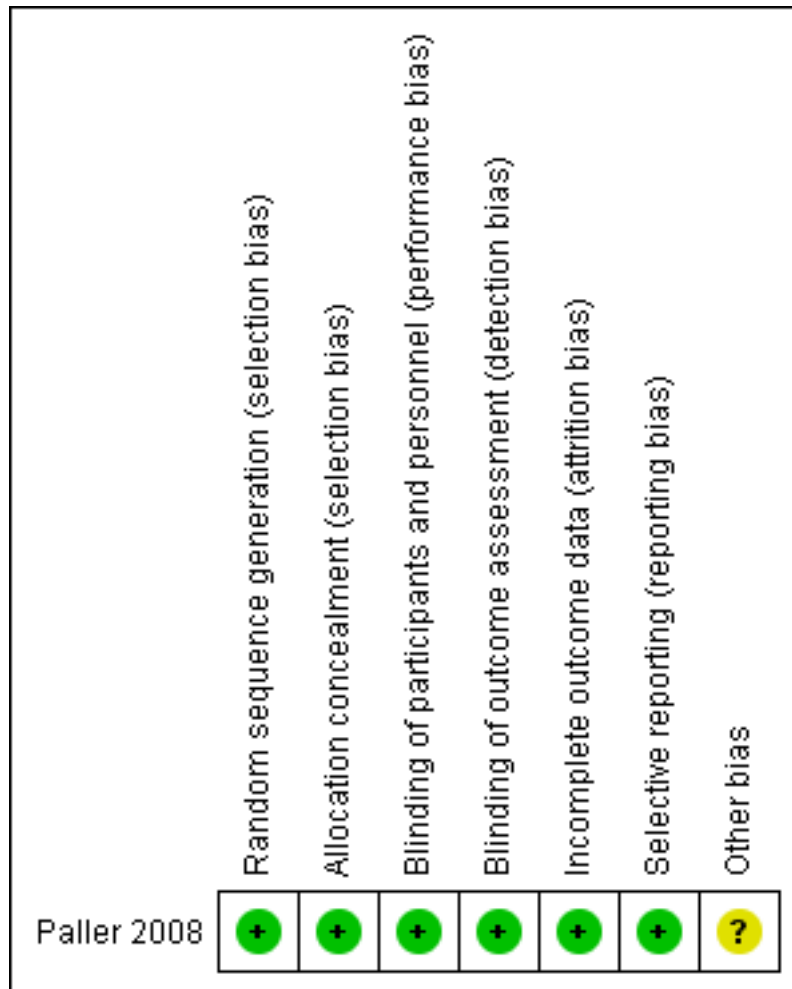 Random sequence generation (selection bias)
Allocation concealment (selection bias)
Blinding of participants and personnel (performance bias)
Blinding of outcome assessment (detection bias)
Incomplete outcome data (attrition bias)
Selective reporting (reporting bias)
Other bias
Paller 2008 + + + + + + ?